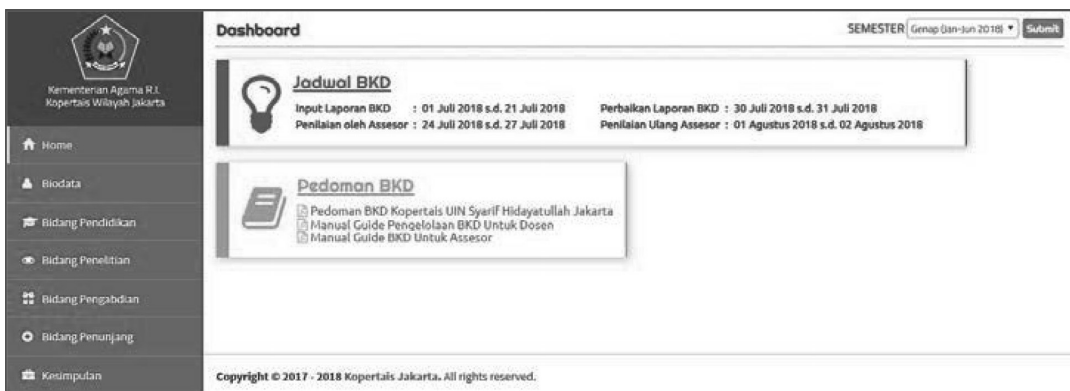 Kementerian Agama R.I.
Kopertais Wilayah Jakarta
Home
Biodata
Bidang Pendidikan
Bidang Penelitian
Bidang Pengabdian
Bidang Penunjang
Kesimpulan
Dashboard
SEMESTER Genap (Jan-Jun 2018) Submit
Jadwal BKD
Input Laporan BKD : 01 Juli 2018 s.d. 21 Juli 2018 Perbaikan Laporan BKD : 30 Juli 2018 s.d. 31 Juli 2018
Penilaian oleh Assesor : 24 Juli 2018 s.d. 27 Juli 2018 Penilaian Ulang Assesor : 01 Agustus 2018 s.d. 02 Agustus 2018
Pedoman BKD
Pedoman BKD Kopertais UIN Syarif Hidayatullah Jakarta
Manual Guide Pengelolaan BKD Untuk Dosen
Manual Guide BKD Untuk Assesor
Copyright © 2017 - 2018 Kopertais Jakarta. All rights reserved.